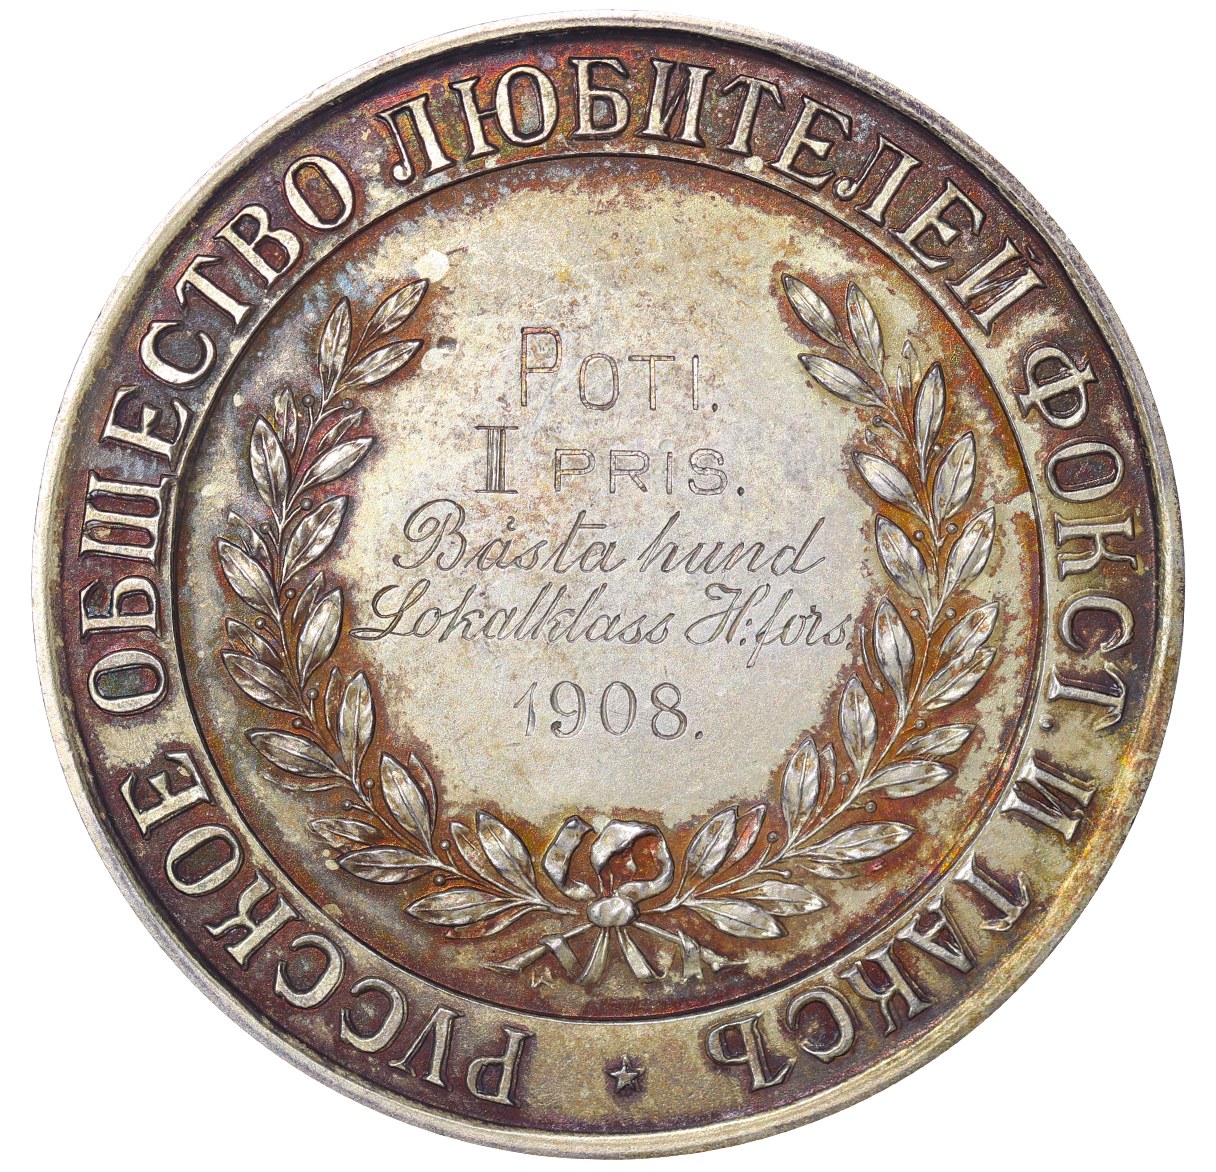 РУССКОЕ ОБЩЕСТВО ЛЮБИТЕЛЕЙ ФОКСТ. И ТАКСЪ
POTI.
I PRIS.
Bästa hund
Lokalklass H:fors.
1908.